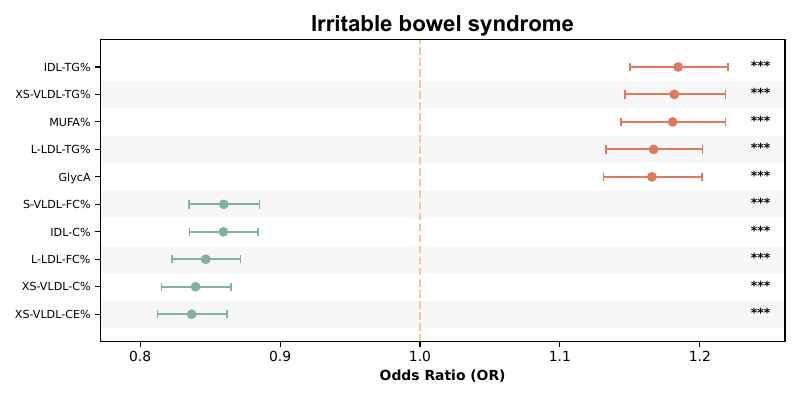 Irritable bowel syndrome
IDL-TG% ***
XS-VLDL-TG% ***
MUFA% ***
L-LDL-TG% ***
GlycA ***
S-VLDL-FC% ***
IDL-C% ***
L-LDL-FC% ***
XS-VLDL-C% ***
XS-VLDL-CE% ***
0.8 0.9 1.0 1.1 1.2
Odds Ratio (OR)